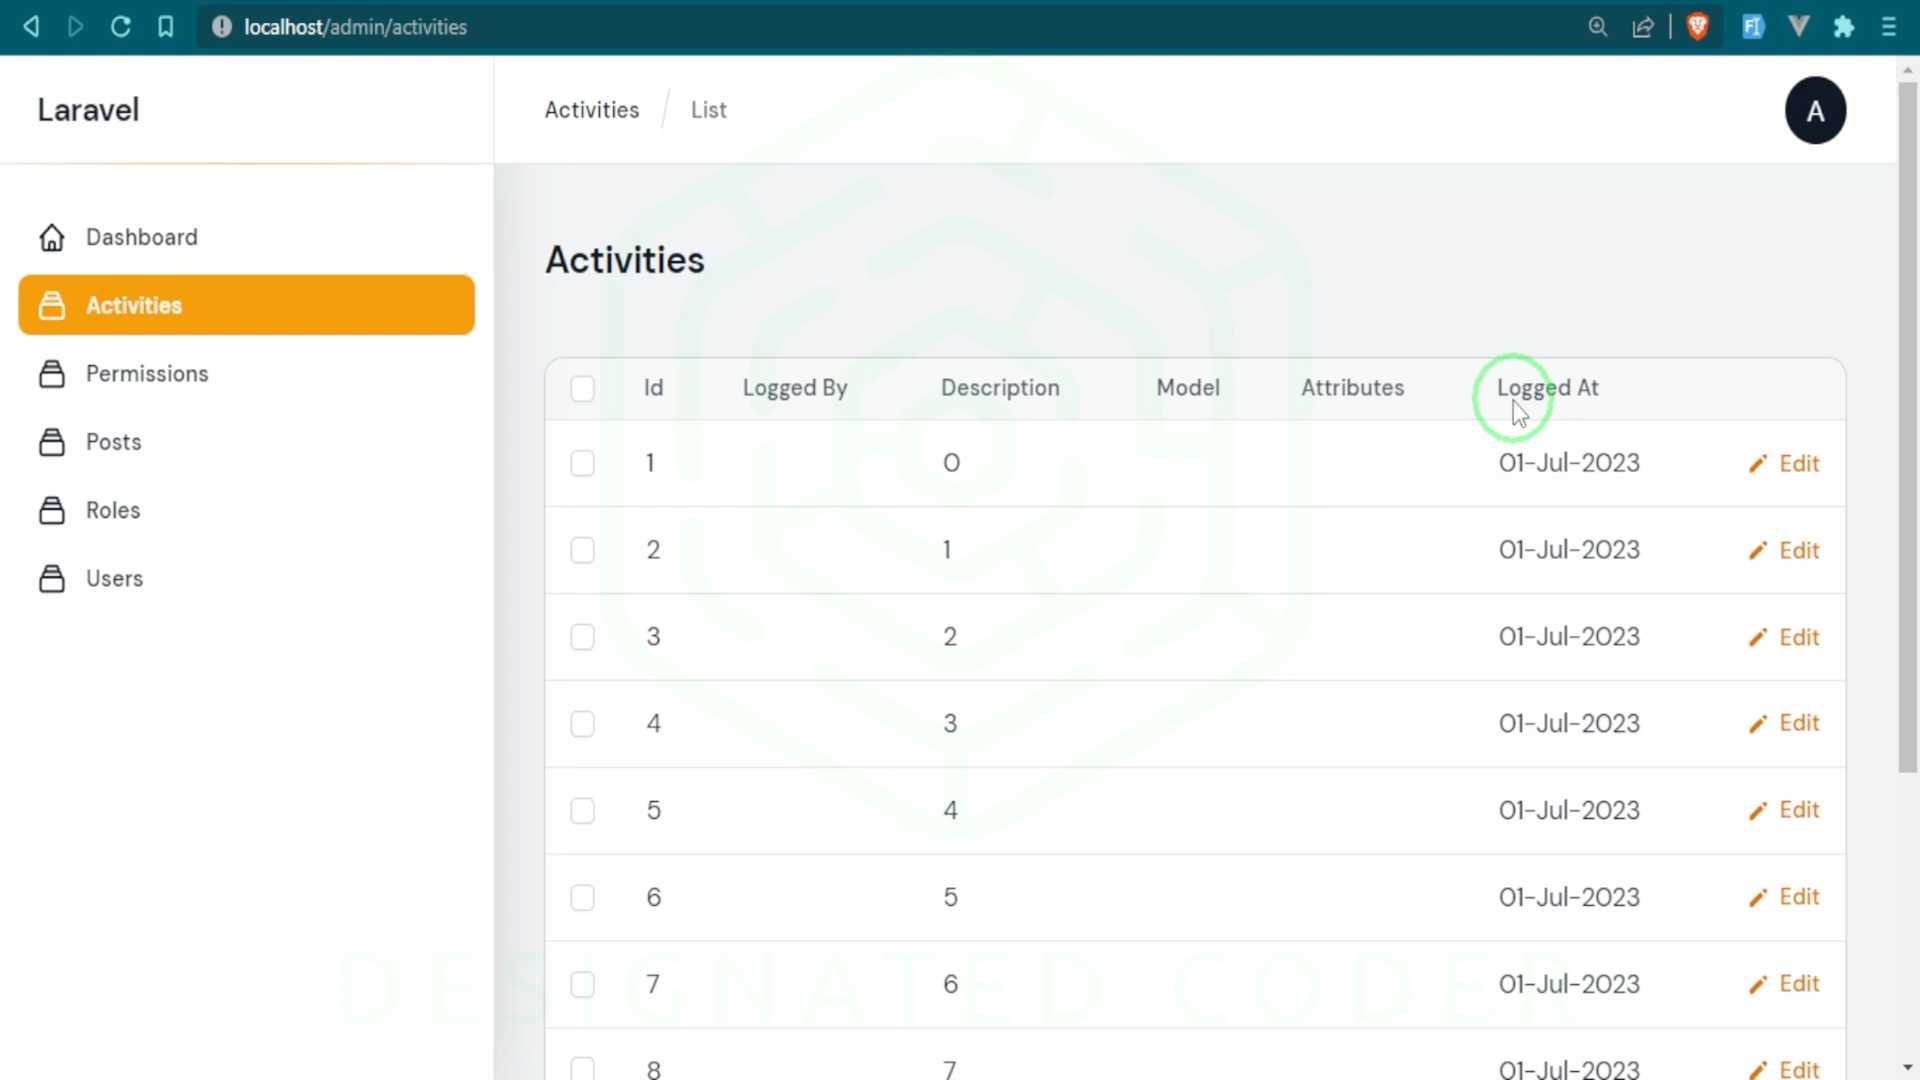 localhost/admin/activities
Laravel
Activities / List
A
Dashboard
Activities
Permissions
Posts
Roles
Users
Activities
Id Logged By Description Model Attributes Logged At
1 0 01-Jul-2023 Edit
2 1 01-Jul-2023 Edit
3 2 01-Jul-2023 Edit
4 3 01-Jul-2023 Edit
5 4 01-Jul-2023 Edit
6 5 01-Jul-2023 Edit
7 6 01-Jul-2023 Edit
DESIGNATED CODER
8 7 01-Jul-2023 Edit